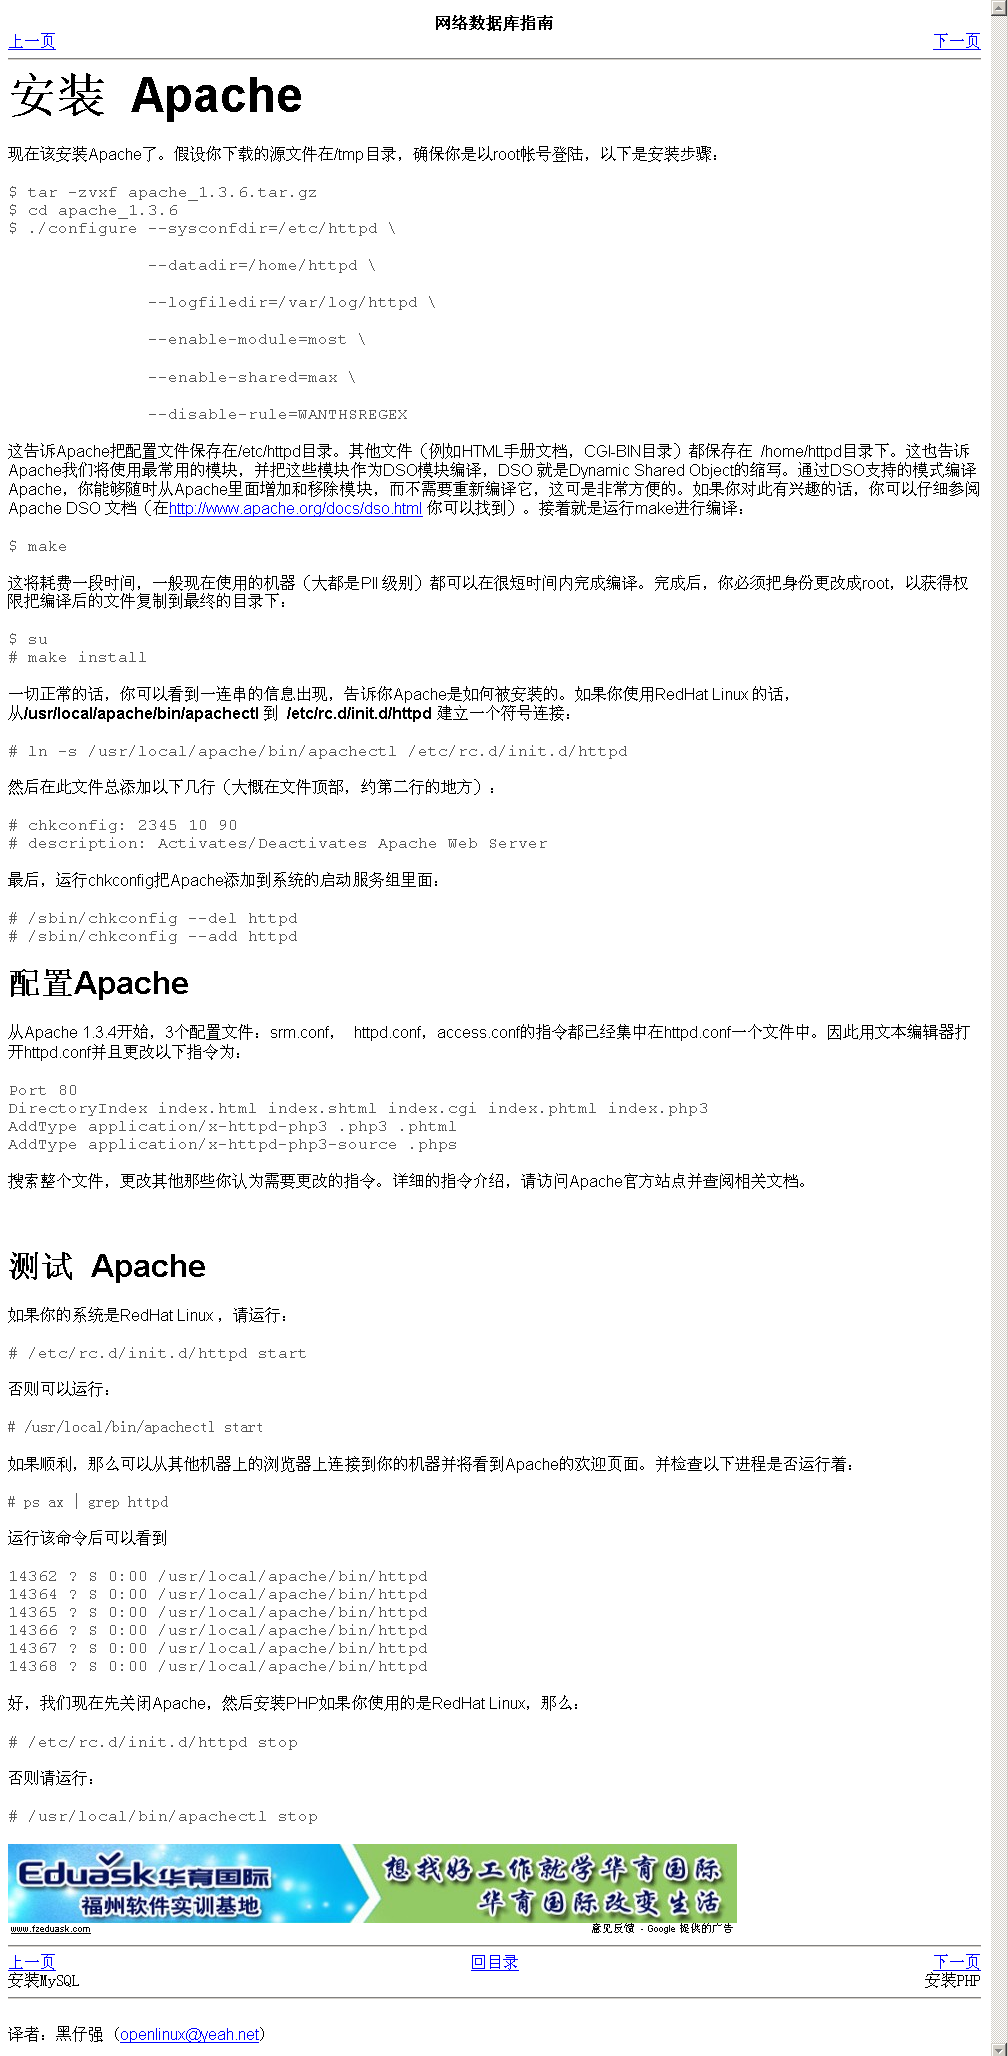 网络数据库指南
上一页
下一页
安装 Apache
现在该安装Apache了。假设你下载的源文件在/tmp目录，确保你是以root帐号登陆，以下是安装步骤：
$ tar -zvxf apache_1.3.6.tar.gz
$ cd apache_1.3.6
$ ./configure --sysconfdir=/etc/httpd \
--datadir=/home/httpd \
--logfiledir=/var/log/httpd \
--enable-module=most \
--enable-shared=max \
--disable-rule=WANTHSREGEX
这告诉Apache把配置文件保存在/etc/httpd目录。其他文件（例如HTML手册文档，CGI-BIN目录）都保存在 /home/httpd目录下。这也告诉
Apache我们将使用最常用的模块，并把这些模块作为DSO模块编译，DSO 就是Dynamic Shared Object的缩写。通过DSO支持的模式编译
Apache，你能够随时从Apache里面增加和移除模块，而不需要重新编译它，这可是非常方便的。如果你对此有兴趣的话，你可以仔细参阅
Apache DSO 文档（在http://www.apache.org/docs/dso.html 你可以找到）。接着就是运行make进行编译：
$ make
这将耗费一段时间，一般现在使用的机器（大都是PII 级别）都可以在很短时间内完成编译。完成后，你必须把身份更改成root，以获得权
限把编译后的文件复制到最终的目录下：
$ su
# make install
一切正常的话，你可以看到一连串的信息出现，告诉你Apache是如何被安装的。如果你使用RedHat Linux 的话，
从/usr/local/apache/bin/apachectl 到 /etc/rc.d/init.d/httpd 建立一个符号连接：
# ln -s /usr/local/apache/bin/apachectl /etc/rc.d/init.d/httpd
然后在此文件总添加以下几行（大概在文件顶部，约第二行的地方）：
# chkconfig: 2345 10 90
# description: Activates/Deactivates Apache Web Server
最后，运行chkconfig把Apache添加到系统的启动服务组里面：
# /sbin/chkconfig --del httpd
# /sbin/chkconfig --add httpd
配置Apache
从Apache 1.3.4开始，3个配置文件：srm.conf， httpd.conf，access.conf的指令都已经集中在httpd.conf一个文件中。因此用文本编辑器打
开httpd.conf并且更改以下指令为：
Port 80
DirectoryIndex index.html index.shtml index.cgi index.phtml index.php3
AddType application/x-httpd-php3 .php3 .phtml
AddType application/x-httpd-php3-source .phps
搜索整个文件，更改其他那些你认为需要更改的指令。详细的指令介绍，请访问Apache官方站点并查阅相关文档。
测试 Apache
如果你的系统是RedHat Linux ，请运行：
# /etc/rc.d/init.d/httpd start
否则可以运行：
# /usr/local/bin/apachectl start
如果顺利，那么可以从其他机器上的浏览器上连接到你的机器并将看到Apache的欢迎页面。并检查以下进程是否运行着：
# ps ax | grep httpd
运行该命令后可以看到
14362 ? S 0:00 /usr/local/apache/bin/httpd
14364 ? S 0:00 /usr/local/apache/bin/httpd
14365 ? S 0:00 /usr/local/apache/bin/httpd
14366 ? S 0:00 /usr/local/apache/bin/httpd
14367 ? S 0:00 /usr/local/apache/bin/httpd
14368 ? S 0:00 /usr/local/apache/bin/httpd
好，我们现在先关闭Apache，然后安装PHP如果你使用的是RedHat Linux，那么：
# /etc/rc.d/init.d/httpd stop
否则请运行：
# /usr/local/bin/apachectl stop
Eduask华育国际
福州软件实训基地
想找好工作就学华育国际
华育国际改变生活
www.fzeduask.com
意见反馈 - Google 提供的广告
上一页
回目录
下一页
安装MySQL
安装PHP
译者：黑仔强（openlinux@yeah.net）